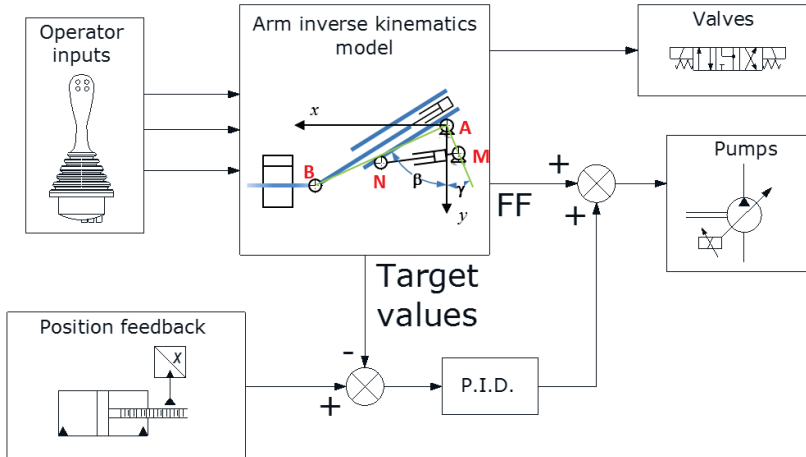 Operator
inputs
Arm inverse kinematics
model
x
A
B
N
M
β
γ
y
Valves
T
Pumps
+
+
FF
Target
values
Position feedback
X
-
+
P.I.D.